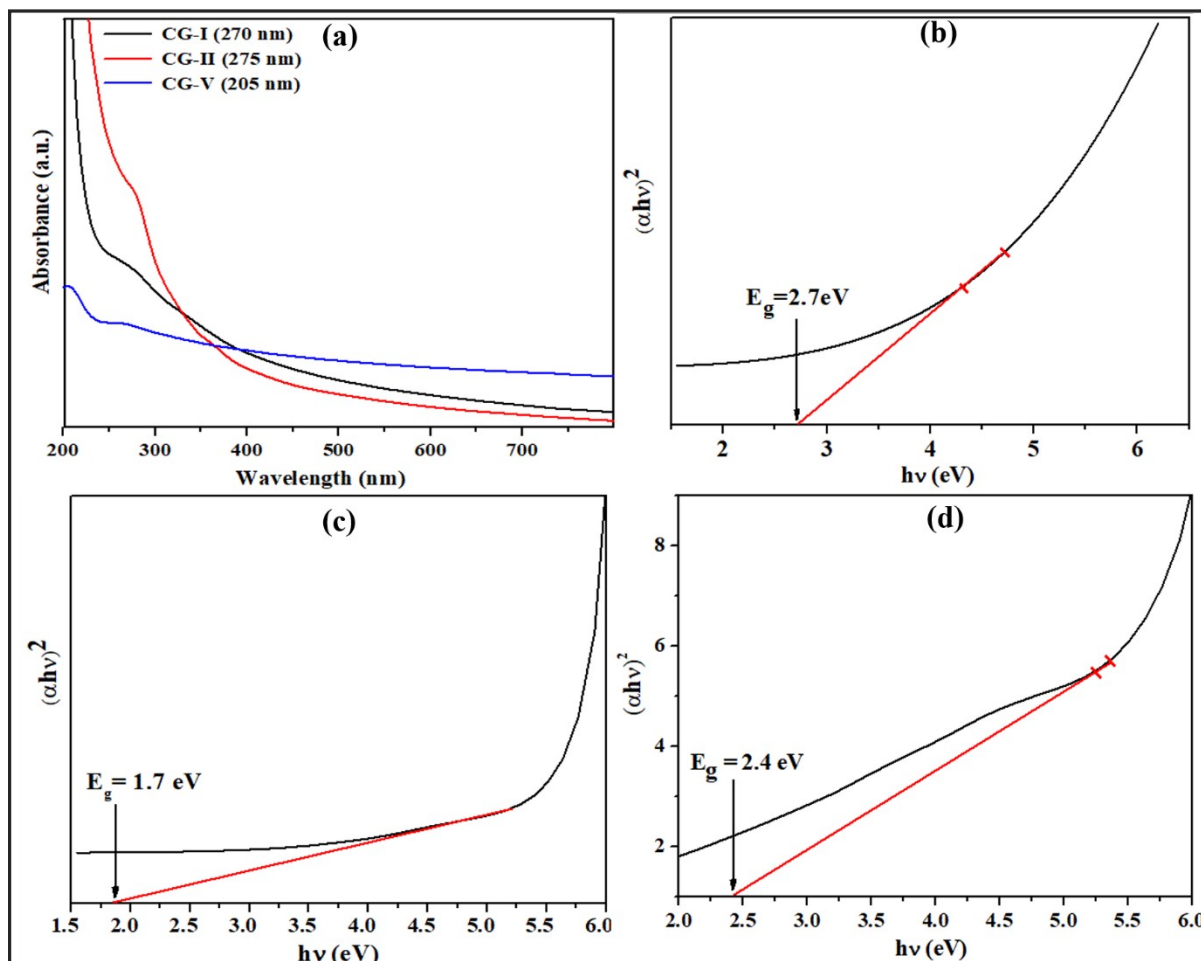 (a)
CG-I (270 nm)
CG-II (275 nm)
CG-V (205 nm)
Absorbance (a.u.)
200 300 400 500 600 700
Wavelength (nm)
(b)
(αhν)²
E_g=2.7eV
2 3 4 5 6
hν (eV)
(c)
(αhν)²
E_g= 1.7 eV
1.5 2.0 2.5 3.0 3.5 4.0 4.5 5.0 5.5 6.0
hν (eV)
(d)
(αhν)²
8
6
4
2
E_g = 2.4 eV
2.0 2.5 3.0 3.5 4.0 4.5 5.0 5.5 6.0
hν (eV)